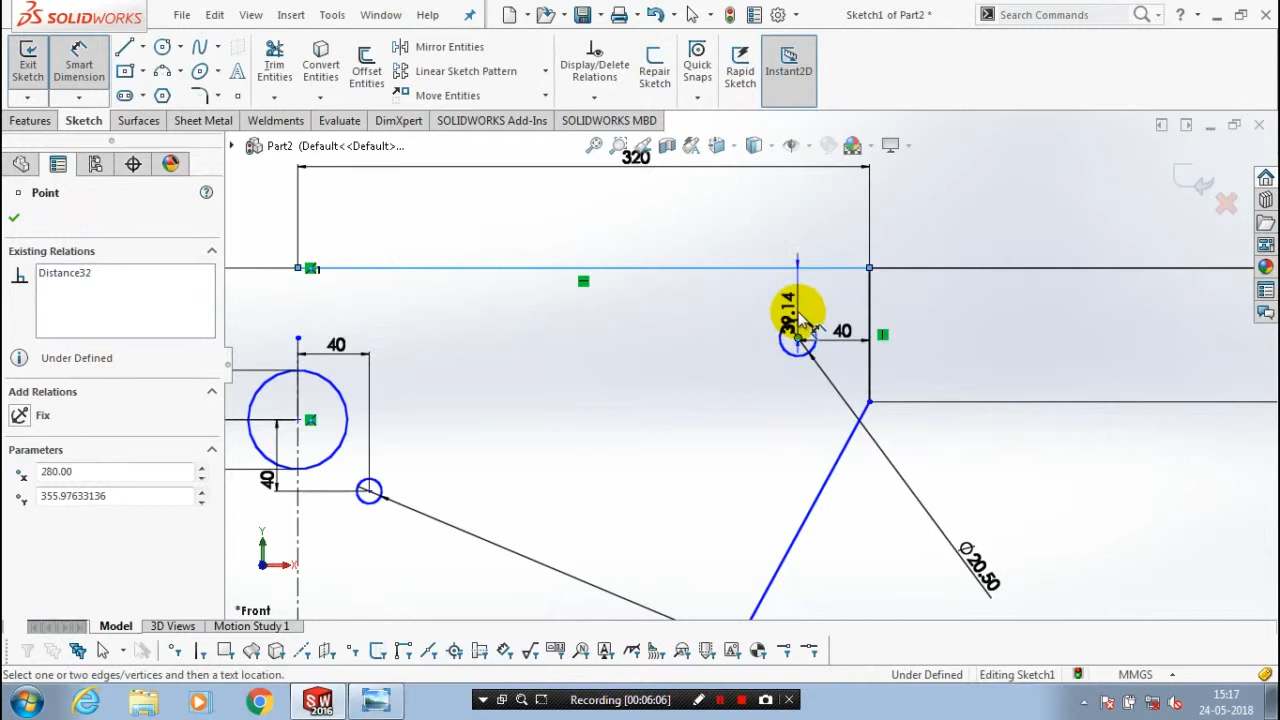 SOLIDWORKS
File Edit View Insert Tools Window Help
Sketch1 of Part2 *
Search Commands
Exit Sketch
Smart Dimension
Trim Entities
Convert Entities
Offset Entities
Mirror Entities
Linear Sketch Pattern
Move Entities
Display/Delete Relations
Repair Sketch
Quick Snaps
Rapid Sketch
Instant2D
Features Sketch Surfaces Sheet Metal Weldments Evaluate DimXpert SOLIDWORKS Add-Ins SOLIDWORKS MBD
Part2 (Default<<Default>...
320
Point
Existing Relations
Distance32
Under Defined
Add Relations
Fix
Parameters
280.00
355.97633136
39.14
40
40
40
Ø20.50
Y
X
*Front
Model 3D Views Motion Study 1
Select one or two edges/vertices and then a text location.
Under Defined
Editing Sketch1
MMGS
SW
2016
Recording [00:06:06]
15:17
24-05-2018